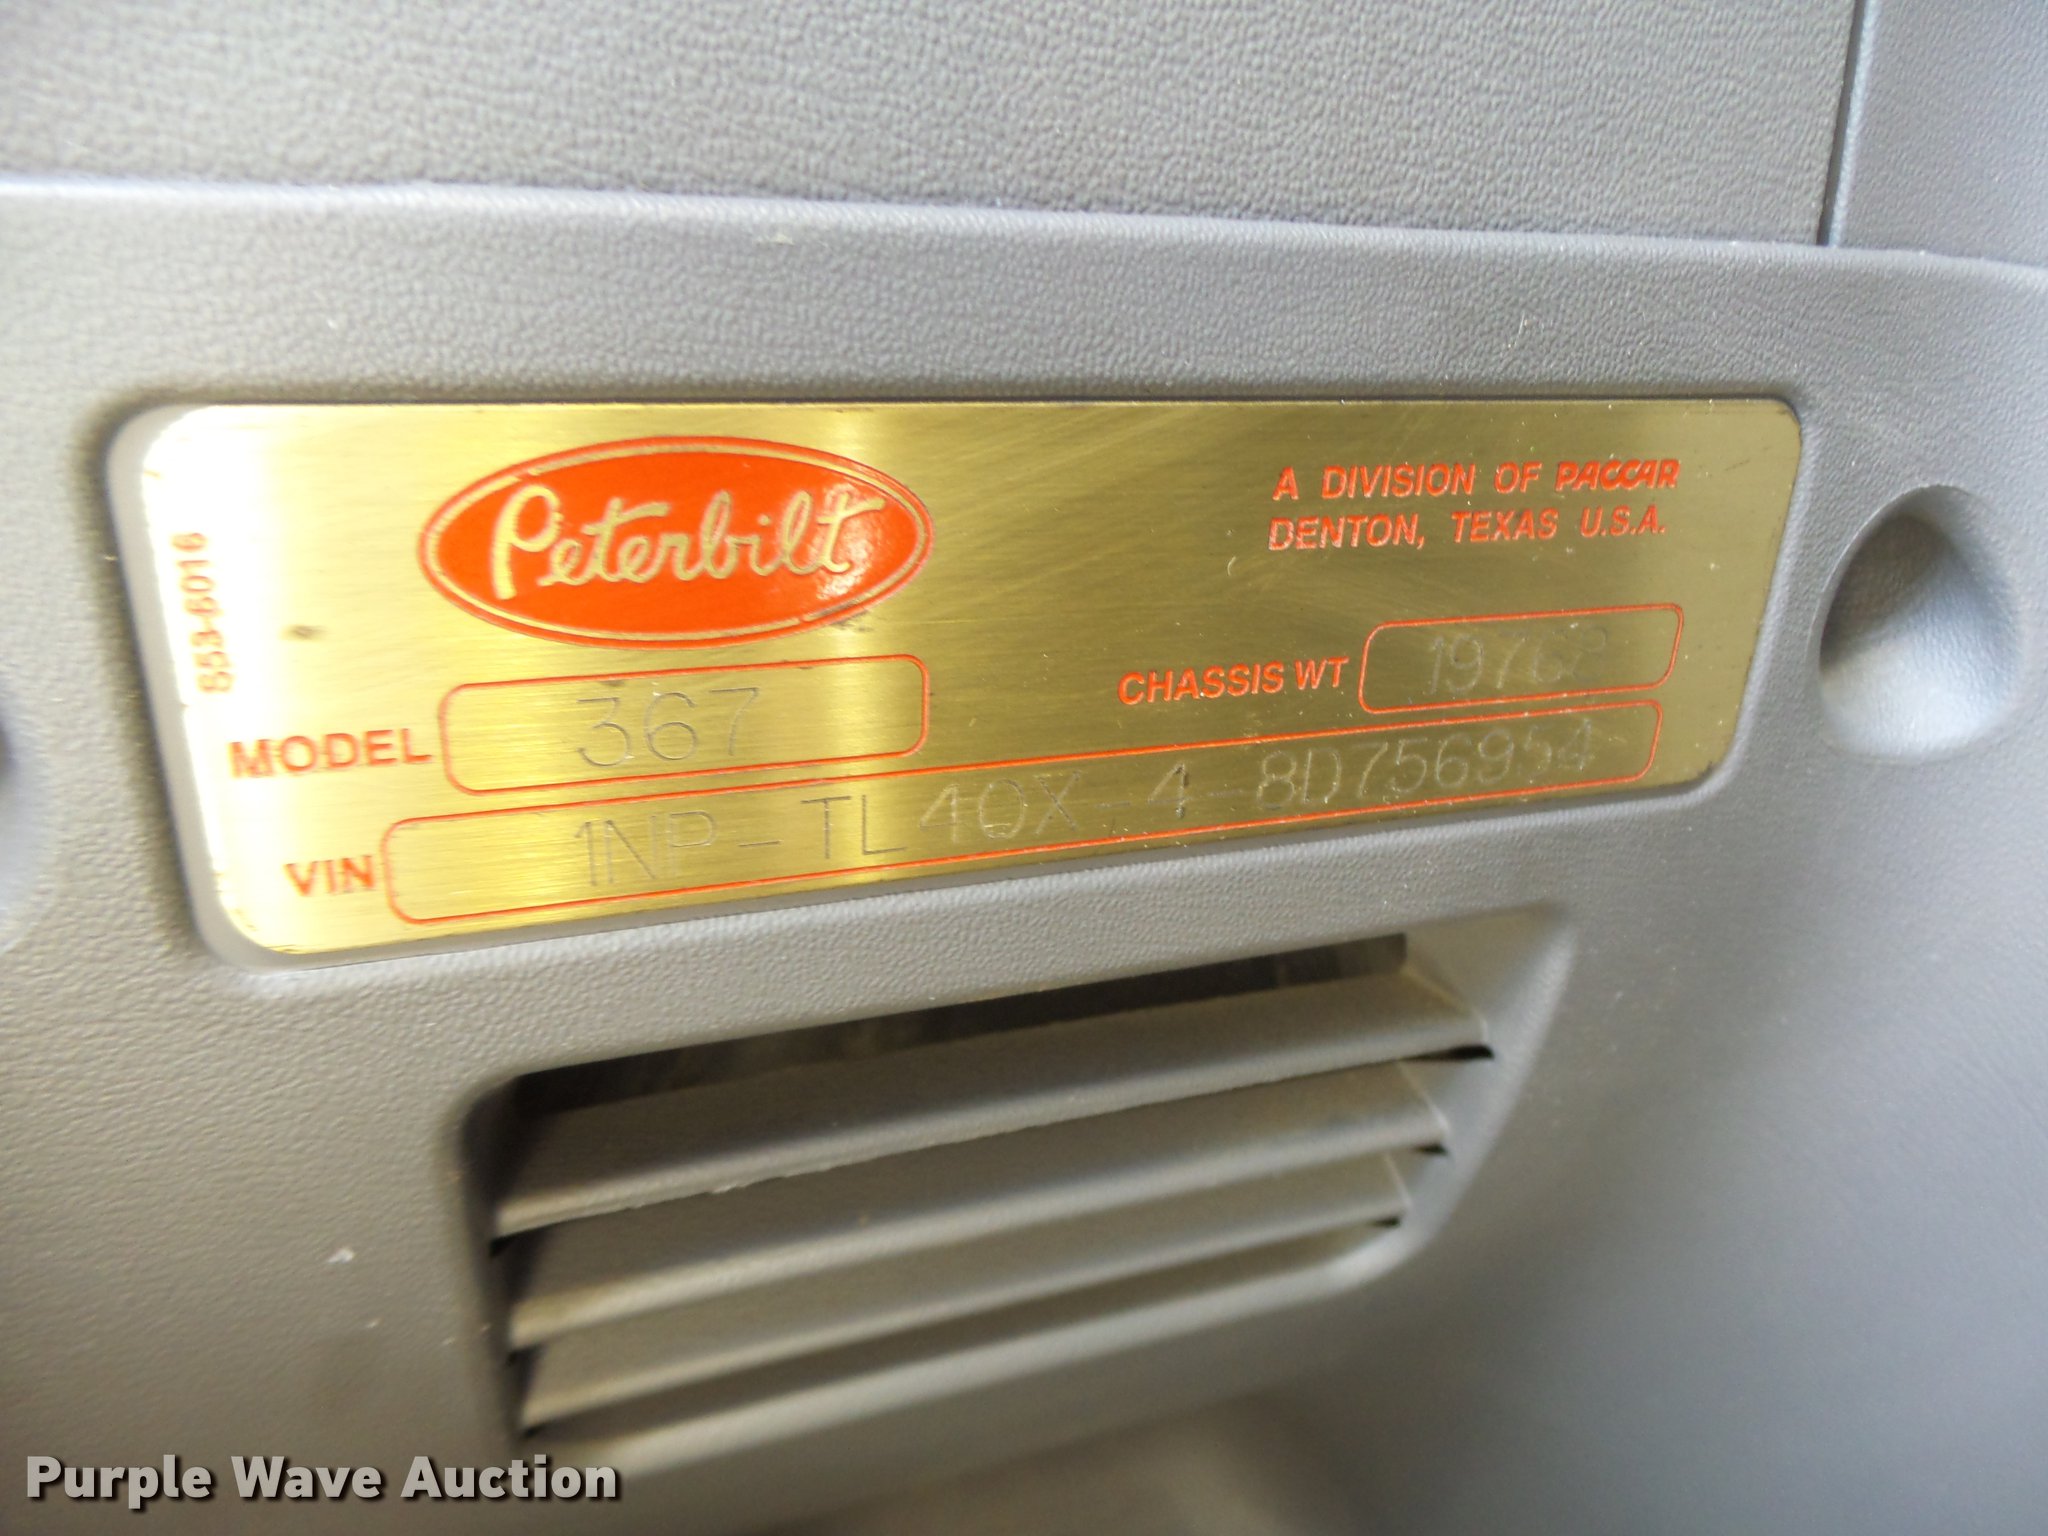 Peterbilt
A DIVISION OF PACCAR
DENTON, TEXAS U.S.A.
853-6016
MODEL 367
CHASSIS WT
VIN 1NP-TL40X-4-8D756954
Purple Wave Auction